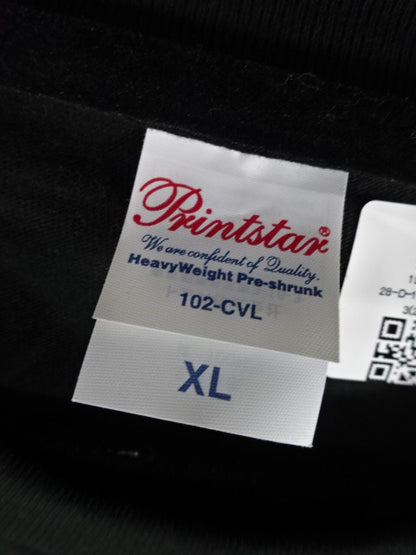 Printstar®
We are confident of Quality.
HeavyWeight Pre-shrunk
102-CVL
XL